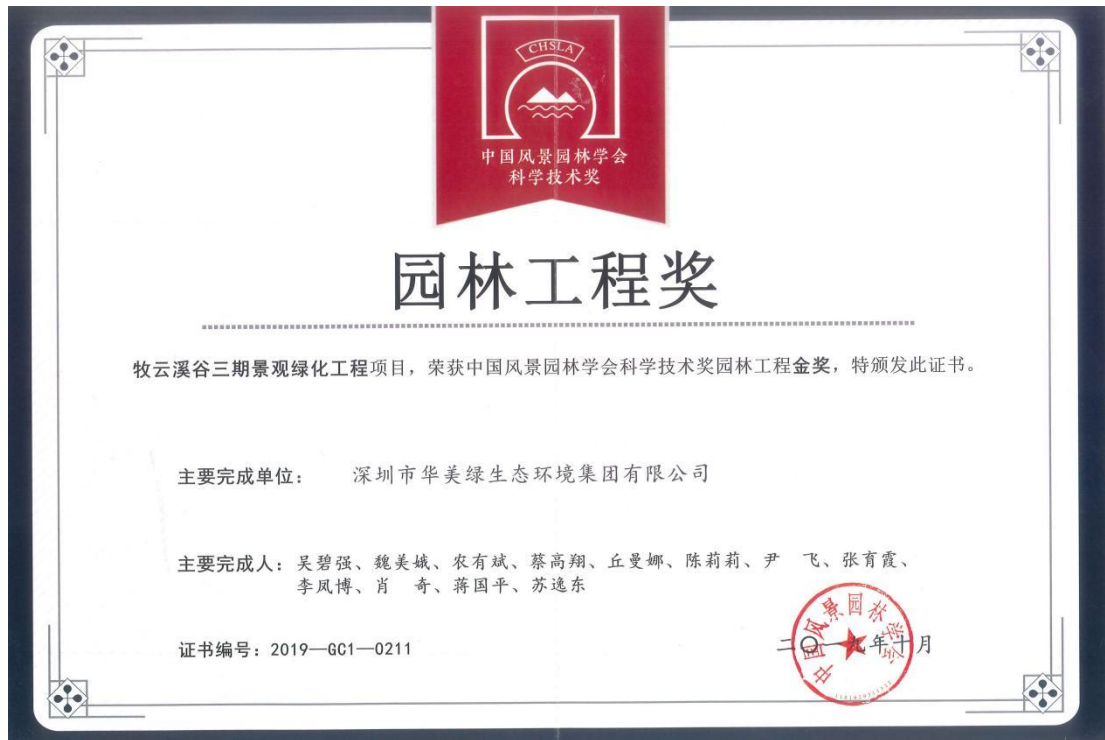 CHSLA
中国风景园林学会
科学技术奖
园林工程奖
牧云溪谷三期景观绿化工程项目，荣获中国风景园林学会科学技术奖园林工程金奖，特颁发此证书。
主要完成单位： 深圳市华美绿生态环境集团有限公司
主要完成人：吴碧强、魏美娥、农有斌、蔡高翔、丘曼娜、陈莉莉、尹　飞、张育霞、
李凤博、肖　奇、蒋国平、苏逸东
中国风景园林学会
证书编号：2019—GC1—0211
二〇一九年十月